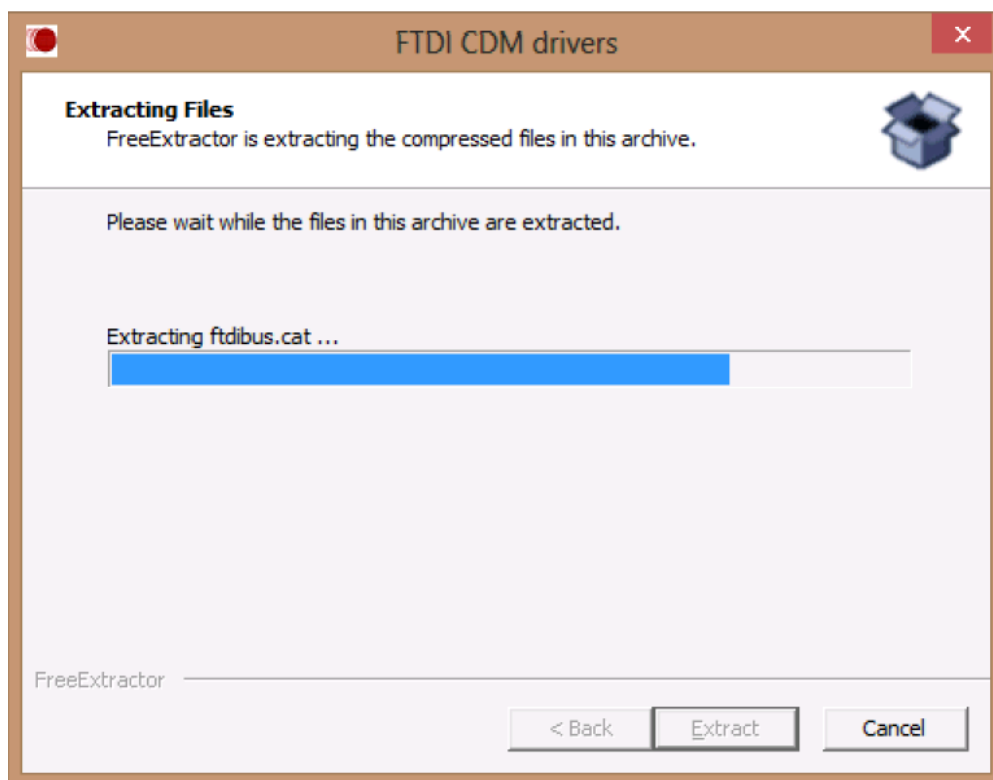 FTDI CDM drivers
Extracting Files
FreeExtractor is extracting the compressed files in this archive.
Please wait while the files in this archive are extracted.
Extracting ftdibus.cat ...
FreeExtractor
< Back
Extract
Cancel